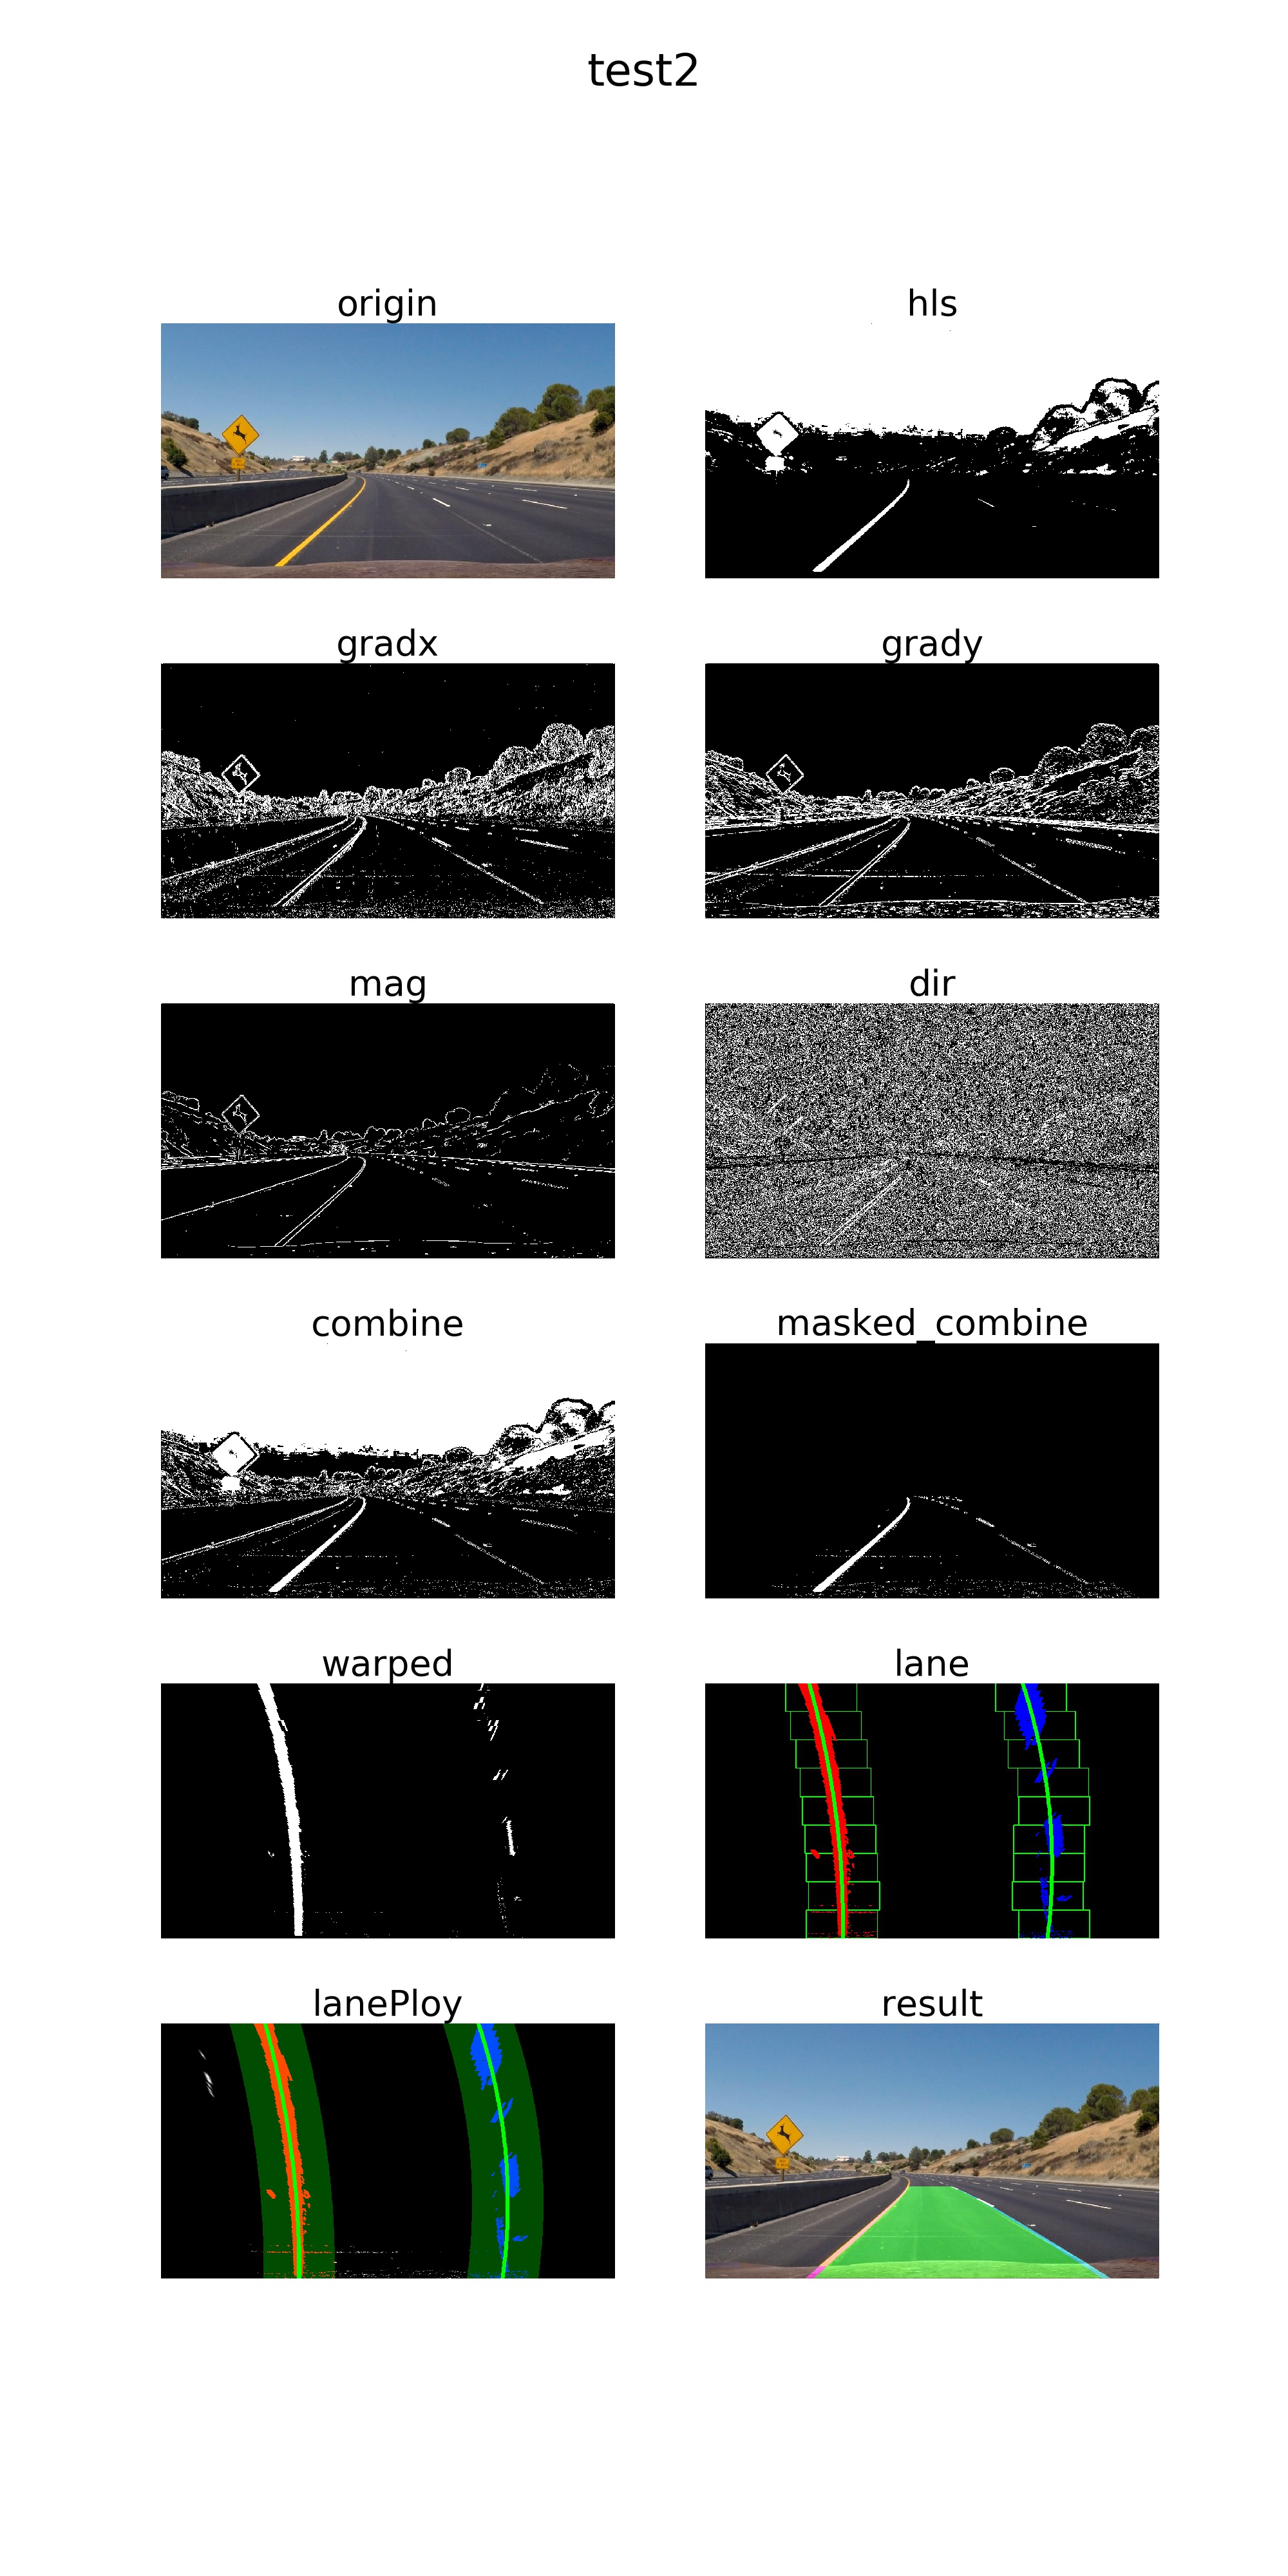 test2
origin
hls
gradx
grady
mag
dir
combine
masked_combine
warped
lane
lanePloy
result